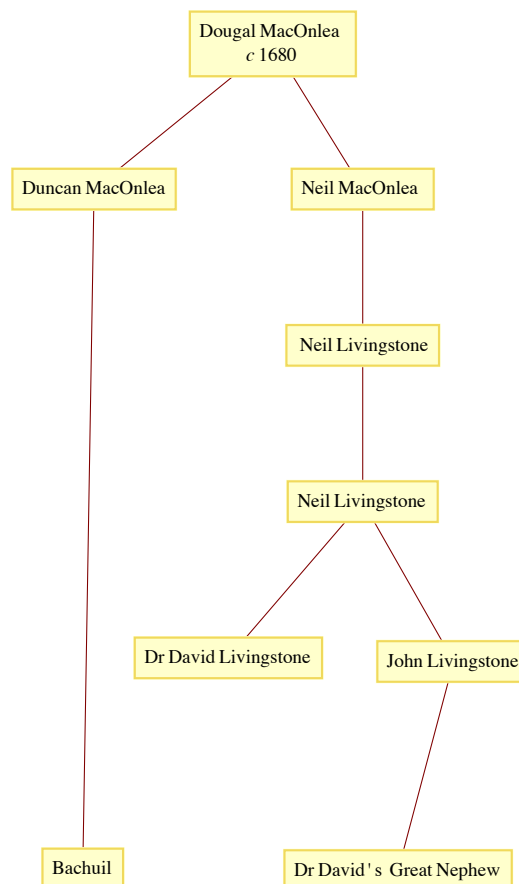 Dougal MacOnlea
c 1680
Duncan MacOnlea
Neil MacOnlea
Neil Livingstone
Neil Livingstone
Dr David Livingstone
John Livingstone
Bachuil
Dr David's Great Nephew